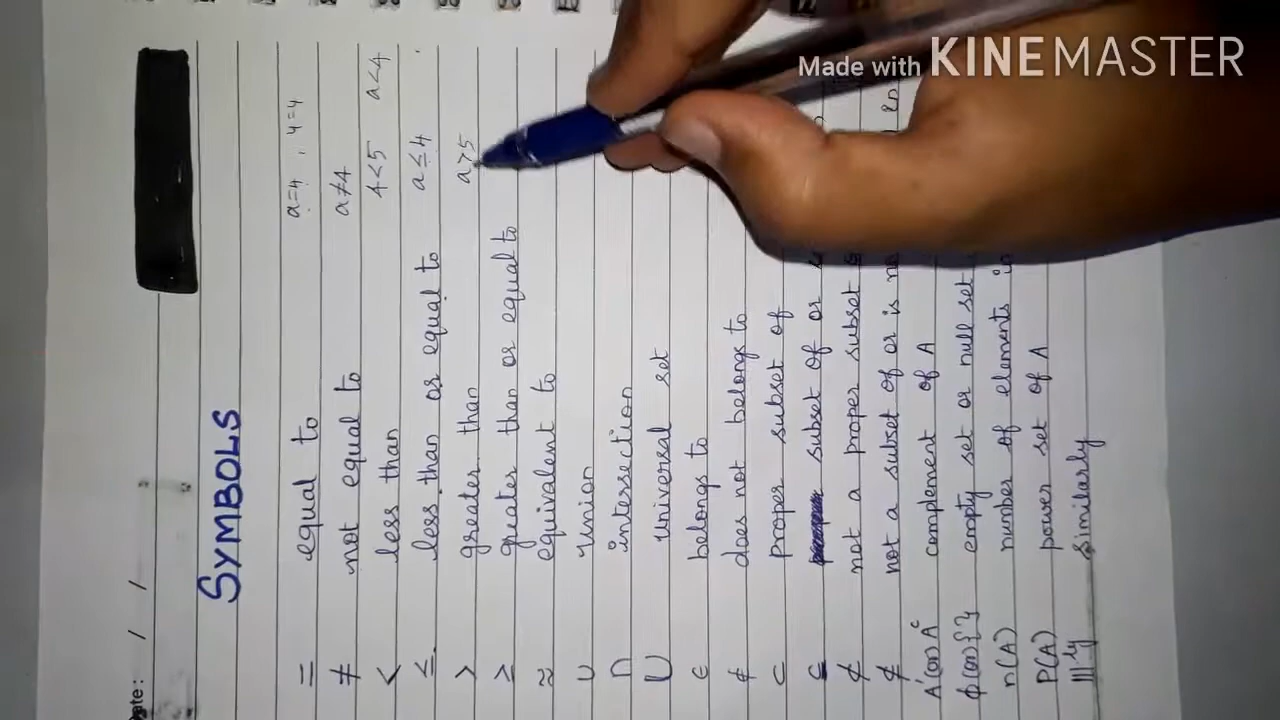 Made with KINEMASTER
ate: / /
SYMBOLS
= equal to a=4, 4=4
≠ not equal to a≠4
< less than 4<5 a<4
≤ less than or equal to a≤4
> greater than a>5
≥ greater than or equal to
≈ equivalent to
∪ union
∩ intersection
U universal set
∈ belongs to
∉ does not belongs to
⊂ proper subset of
⊆ subset of or
⊄ not a proper subset
⊄ not a subset of or is
A'(or)Aᶜ complement of A
ϕ(or){ } empty set or null set
n(A) number of elements in
P(A) power set of A
|||ly similarly